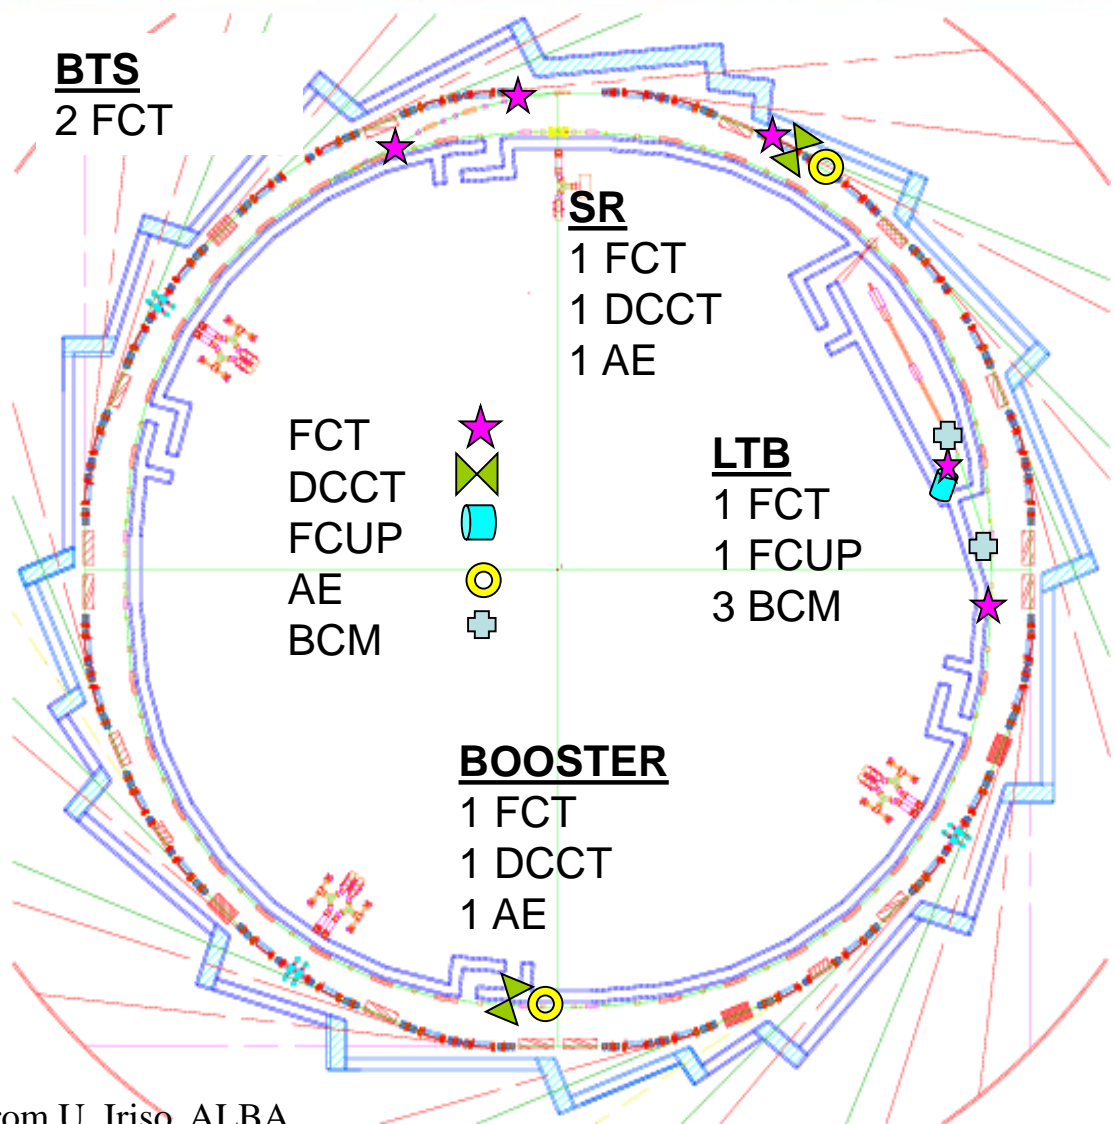 BTS
2 FCT
SR
1 FCT
1 DCCT
1 AE
FCT
DCCT
FCUP
AE
BCM
LTB
1 FCT
1 FCUP
3 BCM
BOOSTER
1 FCT
1 DCCT
1 AE
U. Iriso, ALBA